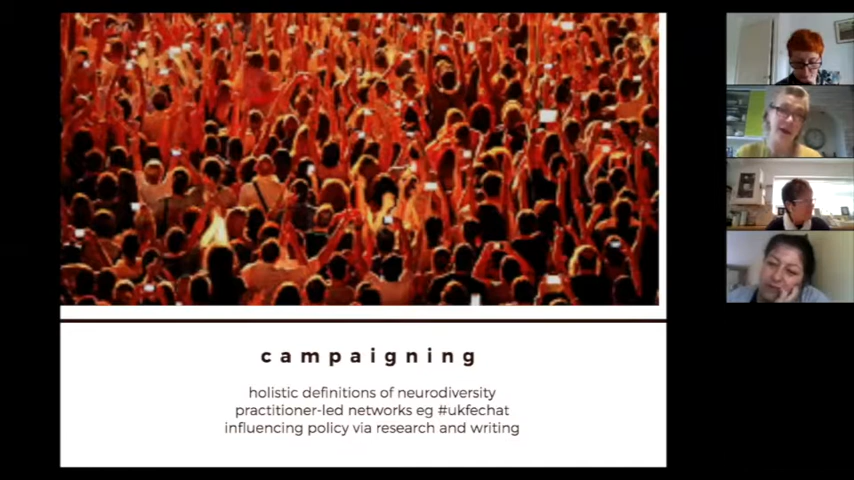 campaigning
holistic definitions of neurodiversity
practitioner-led networks eg #ukfechat
influencing policy via research and writing